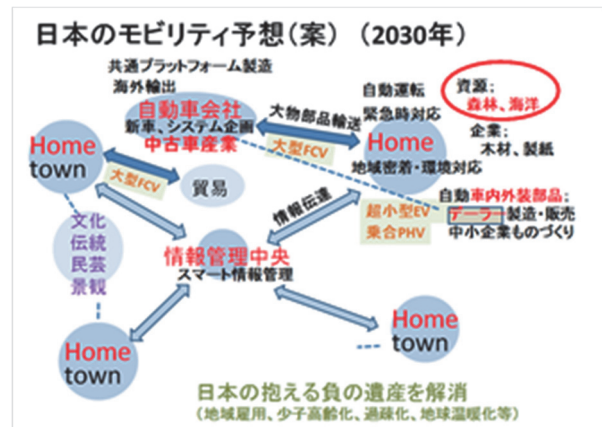 日本のモビリティ予想(案) (2030年)
共通プラットフォーム製造
海外輸出
自動車会社
新車、システム企画
中古車産業
大物部品輸送
大型FCV
自動運転
緊急時対応
Home
town
地域密着・環境対応
資源;
森林、海洋
企業;
木材、製紙
自動車内外装部品;
デーラー製造・販売
中小企業ものづくり
Home
town
大型FCV
貿易
情報伝達
超小型EV
乗合PHV
文化
伝統
民芸
景観
情報管理中央
スマート情報管理
Home
town
Home
town
日本の抱える負の遺産を解消
(地域雇用、少子高齢化、過疎化、地球温暖化等)